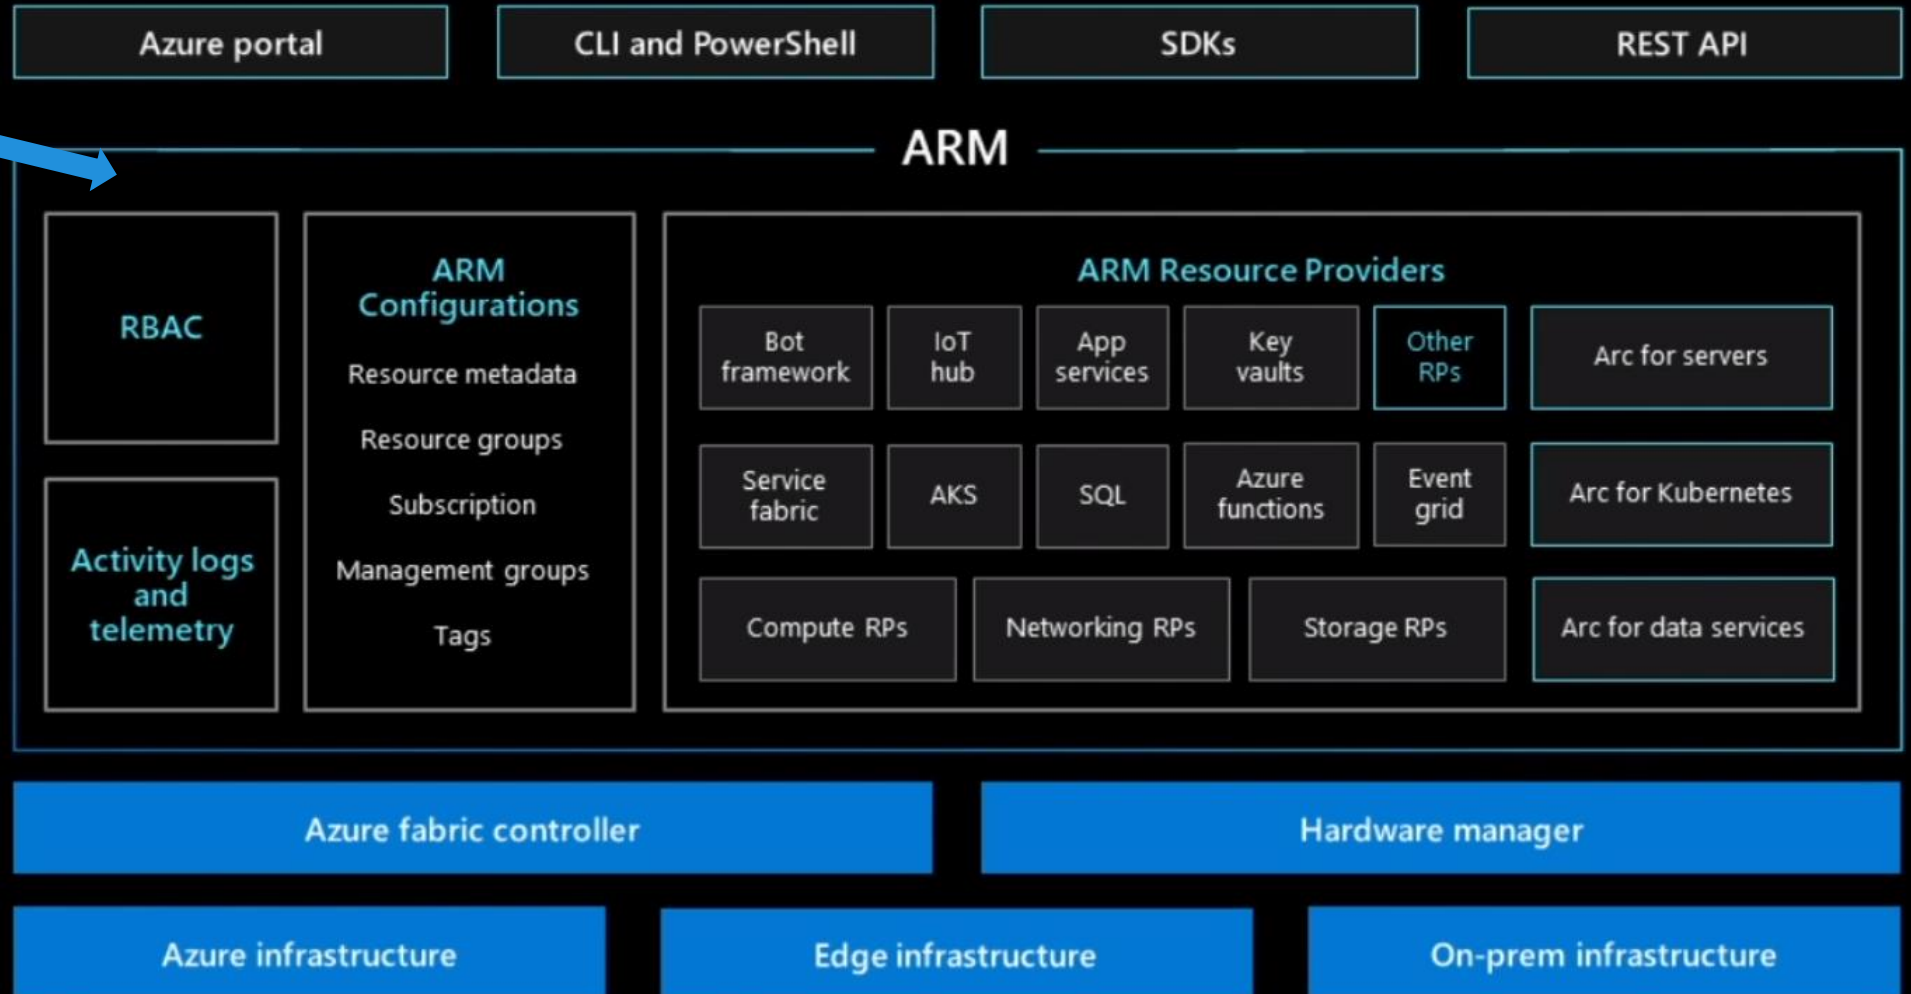 Azure portal
CLI and PowerShell
SDKs
REST API
ARM
RBAC
Activity logs
and
telemetry
ARM
Configurations
Resource metadata
Resource groups
Subscription
Management groups
Tags
ARM Resource Providers
Bot
framework
IoT
hub
App
services
Key
vaults
Other
RPs
Arc for servers
Service
fabric
AKS
SQL
Azure
functions
Event
grid
Arc for Kubernetes
Compute RPs
Networking RPs
Storage RPs
Arc for data services
Azure fabric controller
Hardware manager
Azure infrastructure
Edge infrastructure
On-prem infrastructure